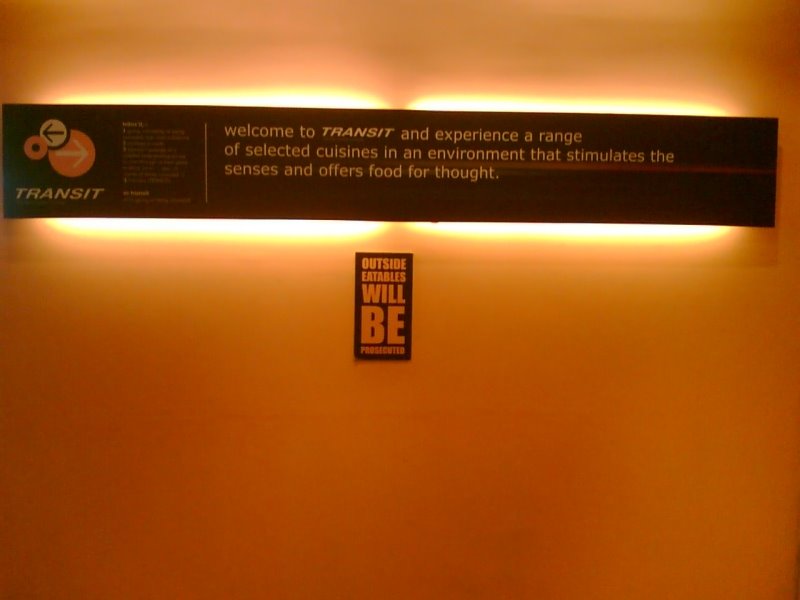 TRANSIT
welcome to TRANSIT and experience a range
of selected cuisines in an environment that stimulates the
senses and offers food for thought.
OUTSIDE
EATABLES
WILL
BE
PROSECUTED